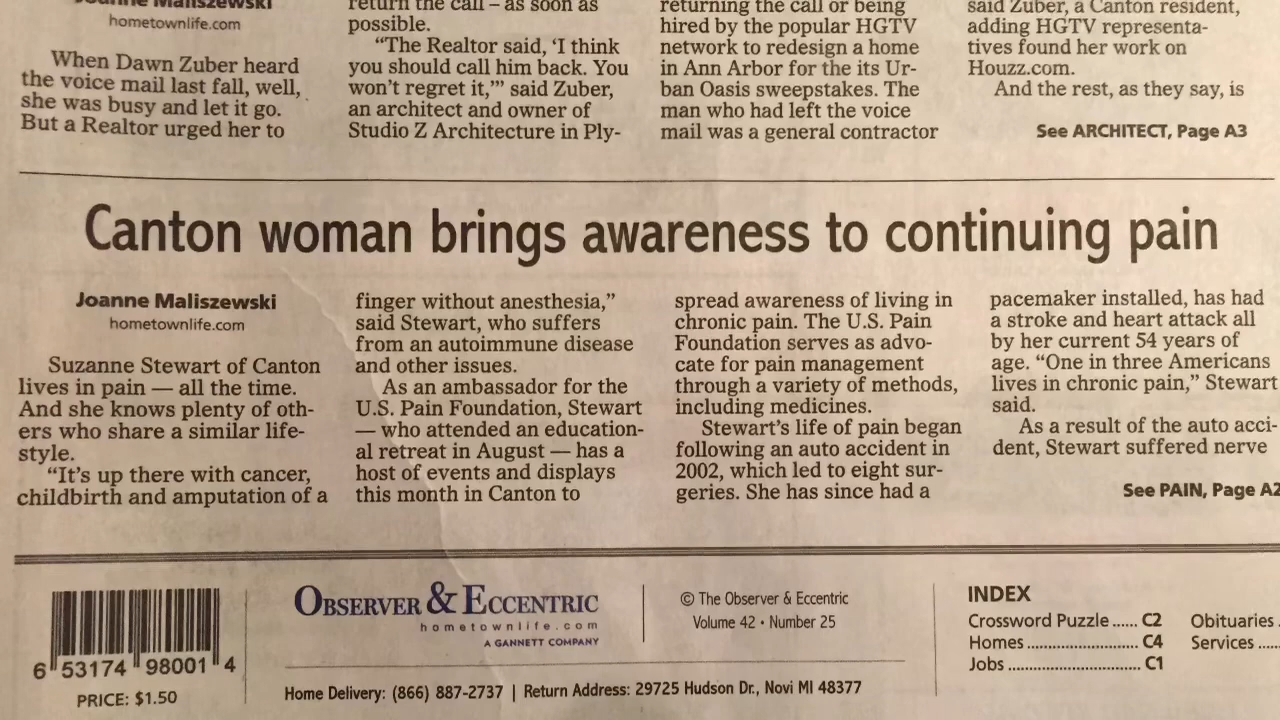 Joanne Maliszewski
hometownlife.com
When Dawn Zuber heard
the voice mail last fall, well,
she was busy and let it go.
But a Realtor urged her to
return the call – as soon as
possible.
“The Realtor said, ‘I think
you should call him back. You
won’t regret it,’” said Zuber,
an architect and owner of
Studio Z Architecture in Ply-
returning the call or being
hired by the popular HGTV
network to redesign a home
in Ann Arbor for the its Ur-
ban Oasis sweepstakes. The
man who had left the voice
mail was a general contractor
said Zuber, a Canton resident,
adding HGTV representa-
tives found her work on
Houzz.com.
And the rest, as they say, is
See ARCHITECT, Page A3
Canton woman brings awareness to continuing pain
Joanne Maliszewski
hometownlife.com
Suzanne Stewart of Canton
lives in pain — all the time.
And she knows plenty of oth-
ers who share a similar life-
style.
“It’s up there with cancer,
childbirth and amputation of a
finger without anesthesia,”
said Stewart, who suffers
from an autoimmune disease
and other issues.
As an ambassador for the
U.S. Pain Foundation, Stewart
— who attended an education-
al retreat in August — has a
host of events and displays
this month in Canton to
spread awareness of living in
chronic pain. The U.S. Pain
Foundation serves as advo-
cate for pain management
through a variety of methods,
including medicines.
Stewart’s life of pain began
following an auto accident in
2002, which led to eight sur-
geries. She has since had a
pacemaker installed, has had
a stroke and heart attack all
by her current 54 years of
age. “One in three Americans
lives in chronic pain,” Stewart
said.
As a result of the auto acci-
dent, Stewart suffered nerve
See PAIN, Page A2
6 53174 98001 4
PRICE: $1.50
OBSERVER & ECCENTRIC
hometownlife.com
A GANNETT COMPANY
© The Observer & Eccentric
Volume 42 • Number 25
Home Delivery: (866) 887-2737 | Return Address: 29725 Hudson Dr., Novi MI 48377
INDEX
Crossword Puzzle ...... C2
Homes ........................... C4
Jobs ............................... C1
Obituaries .
Services .....